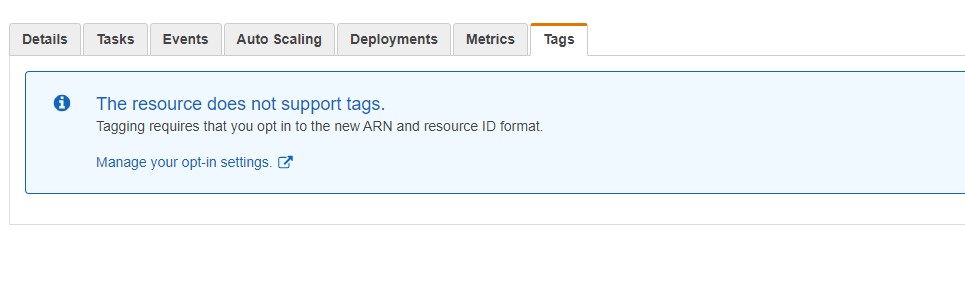 Details Tasks Events Auto Scaling Deployments Metrics Tags
The resource does not support tags.
Tagging requires that you opt in to the new ARN and resource ID format.
Manage your opt-in settings.